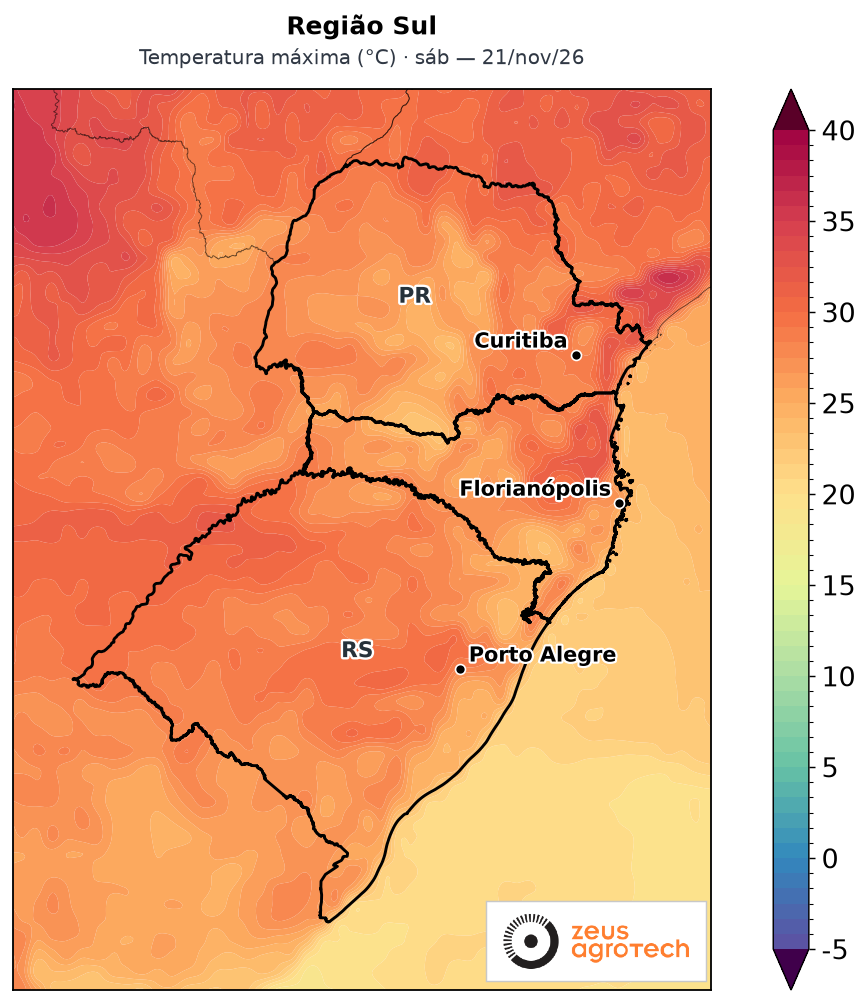 Região Sul
Temperatura máxima (°C) · sáb — 21/nov/26
PR
Curitiba
Florianópolis
RS
Porto Alegre
40
35
30
25
20
15
10
5
0
-5
zeus
agrotech